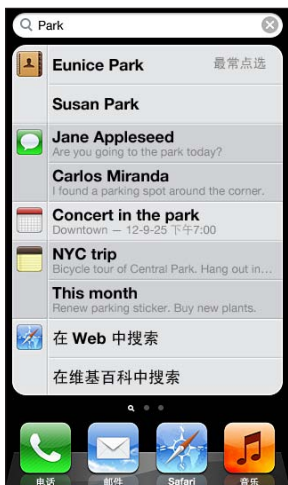 Park
Eunice Park 最常点选
Susan Park
Jane Appleseed
Are you going to the park today?
Carlos Miranda
I found a parking spot around the corner.
Concert in the park
Downtown — 12-9-25 下午7:00
NYC trip
Bicycle tour of Central Park. Hang out in...
This month
Renew parking sticker. Buy new plants.
在 Web 中搜索
在维基百科中搜索
电话 邮件 Safari 音乐